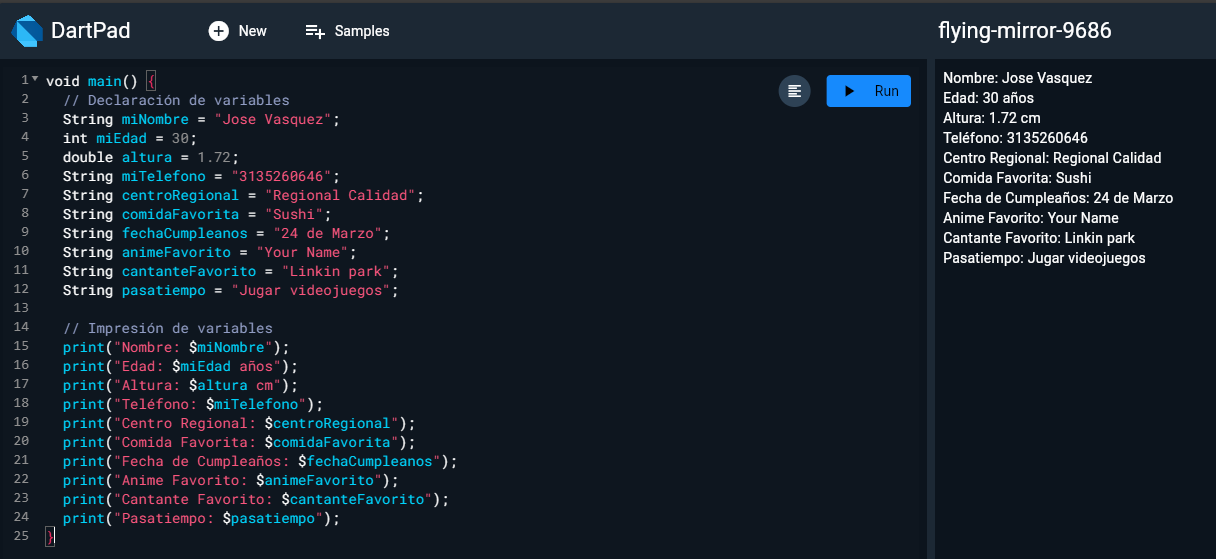 DartPad
New
Samples
flying-mirror-9686
1 void main() {
2 // Declaración de variables
3 String miNombre = "Jose Vasquez";
4 int miEdad = 30;
5 double altura = 1.72;
6 String miTelefono = "3135260646";
7 String centroRegional = "Regional Calidad";
8 String comidaFavorita = "Sushi";
9 String fechaCumpleanos = "24 de Marzo";
10 String animeFavorito = "Your Name";
11 String cantanteFavorito = "Linkin park";
12 String pasatiempo = "Jugar videojuegos";
13
14 // Impresión de variables
15 print("Nombre: $miNombre");
16 print("Edad: $miEdad años");
17 print("Altura: $altura cm");
18 print("Teléfono: $miTelefono");
19 print("Centro Regional: $centroRegional");
20 print("Comida Favorita: $comidaFavorita");
21 print("Fecha de Cumpleaños: $fechaCumpleanos");
22 print("Anime Favorito: $animeFavorito");
23 print("Cantante Favorito: $cantanteFavorito");
24 print("Pasatiempo: $pasatiempo");
25 }
Run
Nombre: Jose Vasquez
Edad: 30 años
Altura: 1.72 cm
Teléfono: 3135260646
Centro Regional: Regional Calidad
Comida Favorita: Sushi
Fecha de Cumpleaños: 24 de Marzo
Anime Favorito: Your Name
Cantante Favorito: Linkin park
Pasatiempo: Jugar videojuegos